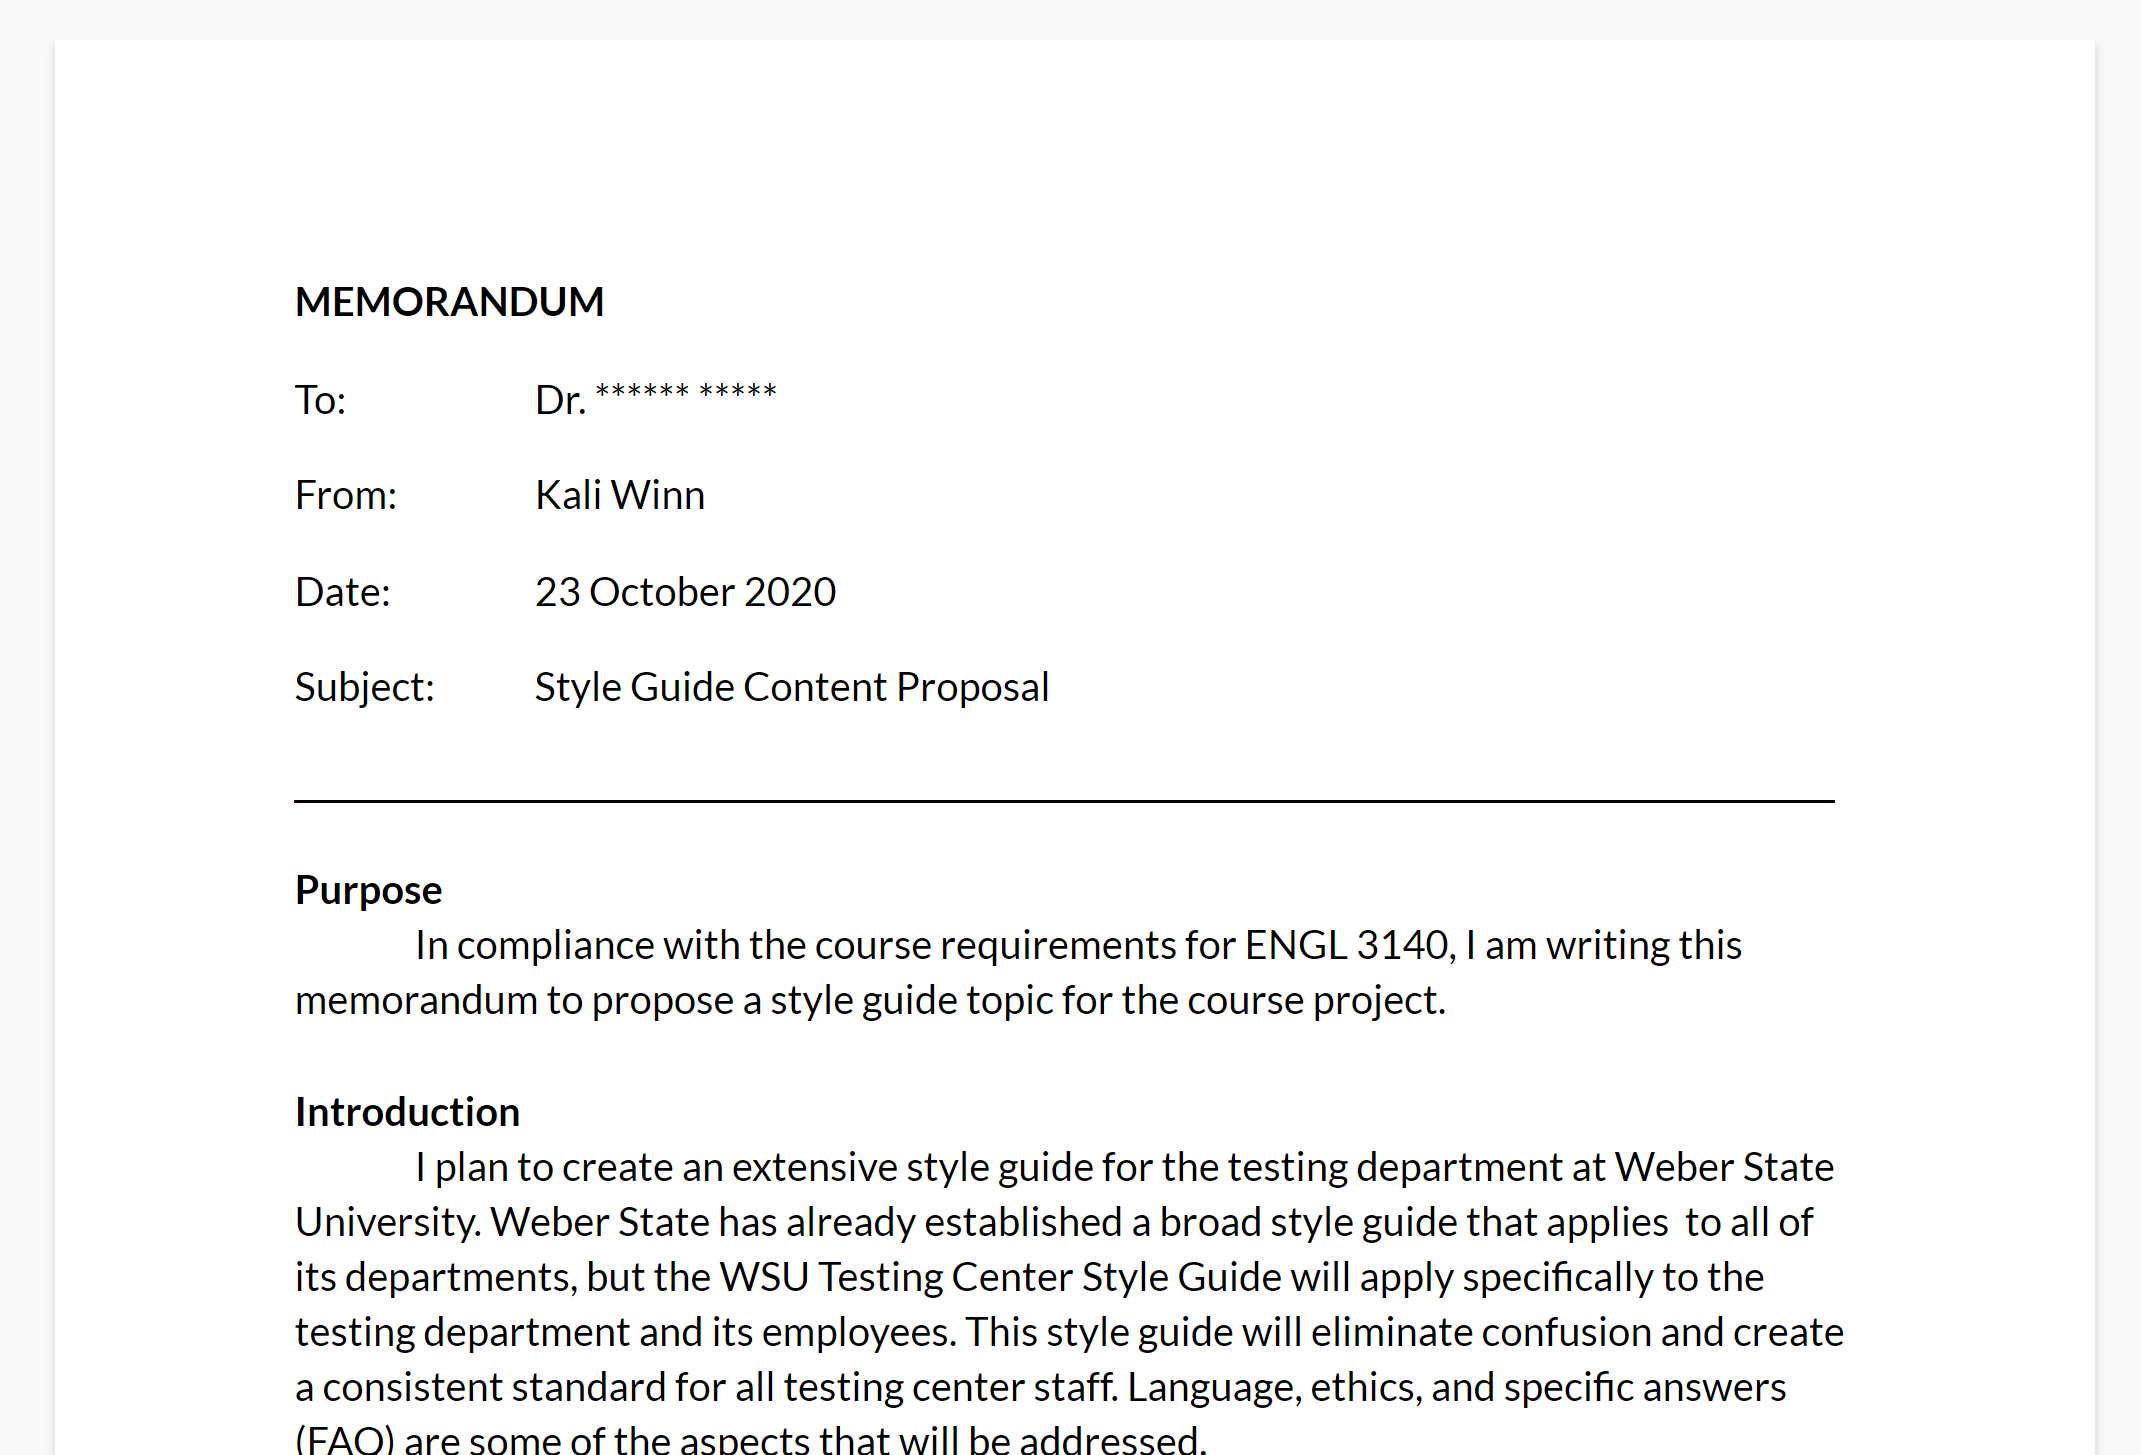 MEMORANDUM
To: Dr. ****** *****
From: Kali Winn
Date: 23 October 2020
Subject: Style Guide Content Proposal
Purpose
In compliance with the course requirements for ENGL 3140, I am writing this
memorandum to propose a style guide topic for the course project.
Introduction
I plan to create an extensive style guide for the testing department at Weber State
University. Weber State has already established a broad style guide that applies  to all of
its departments, but the WSU Testing Center Style Guide will apply specifically to the
testing department and its employees. This style guide will eliminate confusion and create
a consistent standard for all testing center staff. Language, ethics, and specific answers
(FAQ) are some of the aspects that will be addressed.